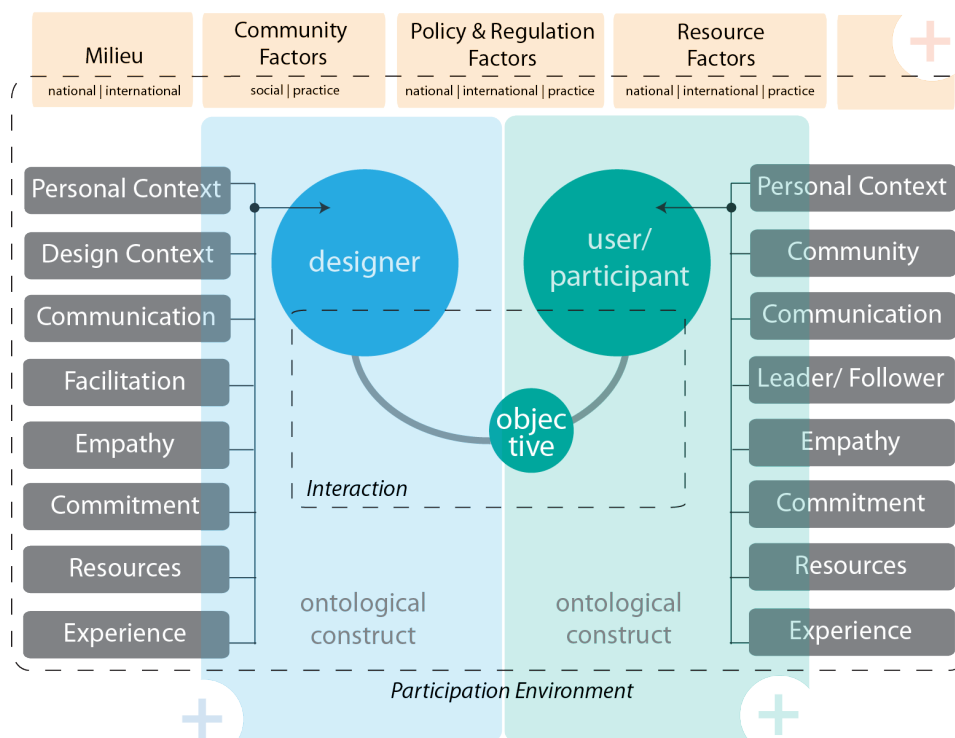 Milieu
national | international
Community
Factors
social | practice
Policy & Regulation
Factors
national | international | practice
Resource
Factors
national | international | practice
Personal Context
Design Context
Communication
Facilitation
Empathy
Commitment
Resources
Experience
designer
user/
participant
objec
tive
Interaction
ontological
construct
ontological
construct
Personal Context
Community
Communication
Leader/ Follower
Empathy
Commitment
Resources
Experience
Participation Environment